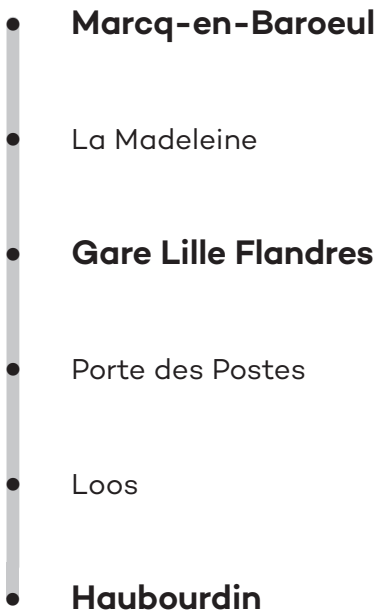 Marcq-en-Baroeul
La Madeleine
Gare Lille Flandres
Porte des Postes
Loos
Haubourdin